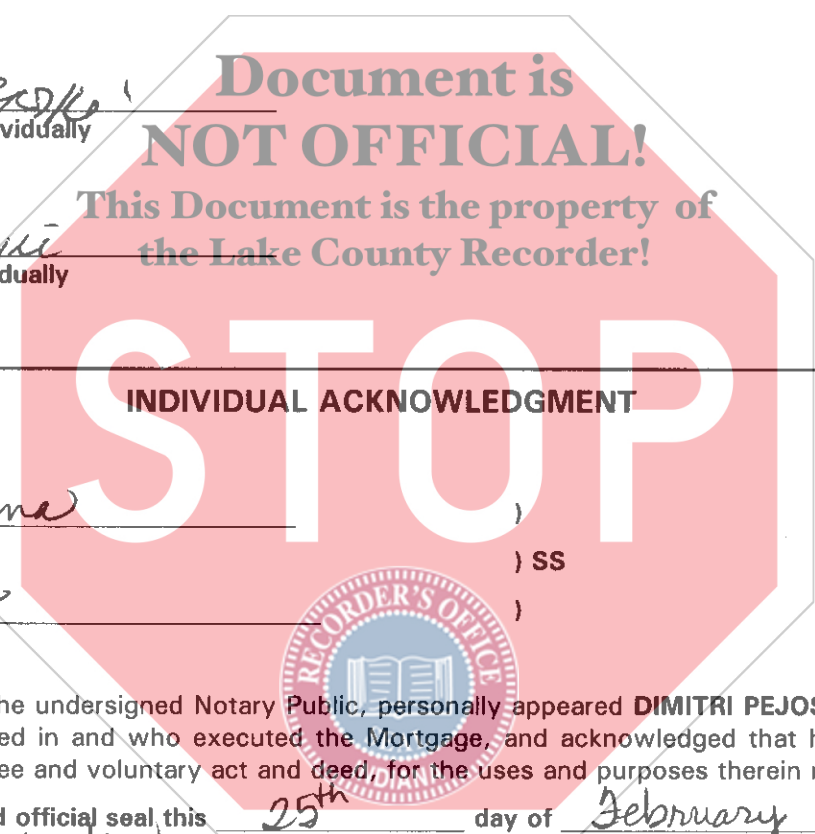 Document is
NOT OFFICIAL!
vidually
This Document is the property of
the Lake County Recorder!
dually
STOP
INDIVIDUAL ACKNOWLEDGMENT
na )
) SS
)
RECORDER'S OFFICE
he undersigned Notary Public, personally appeared DIMITRI PEJOS
ed in and who executed the Mortgage, and acknowledged that h
ee and voluntary act and deed, for the uses and purposes therein
INDIANA
d official seal this 25th day of February